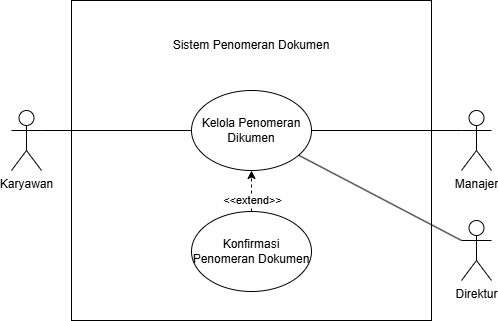 Sistem Penomeran Dokumen
Kelola Penomeran
Dikumen
Karyawan
Manajer
<<extend>>
Konfirmasi
Penomeran Dokumen
Direktur